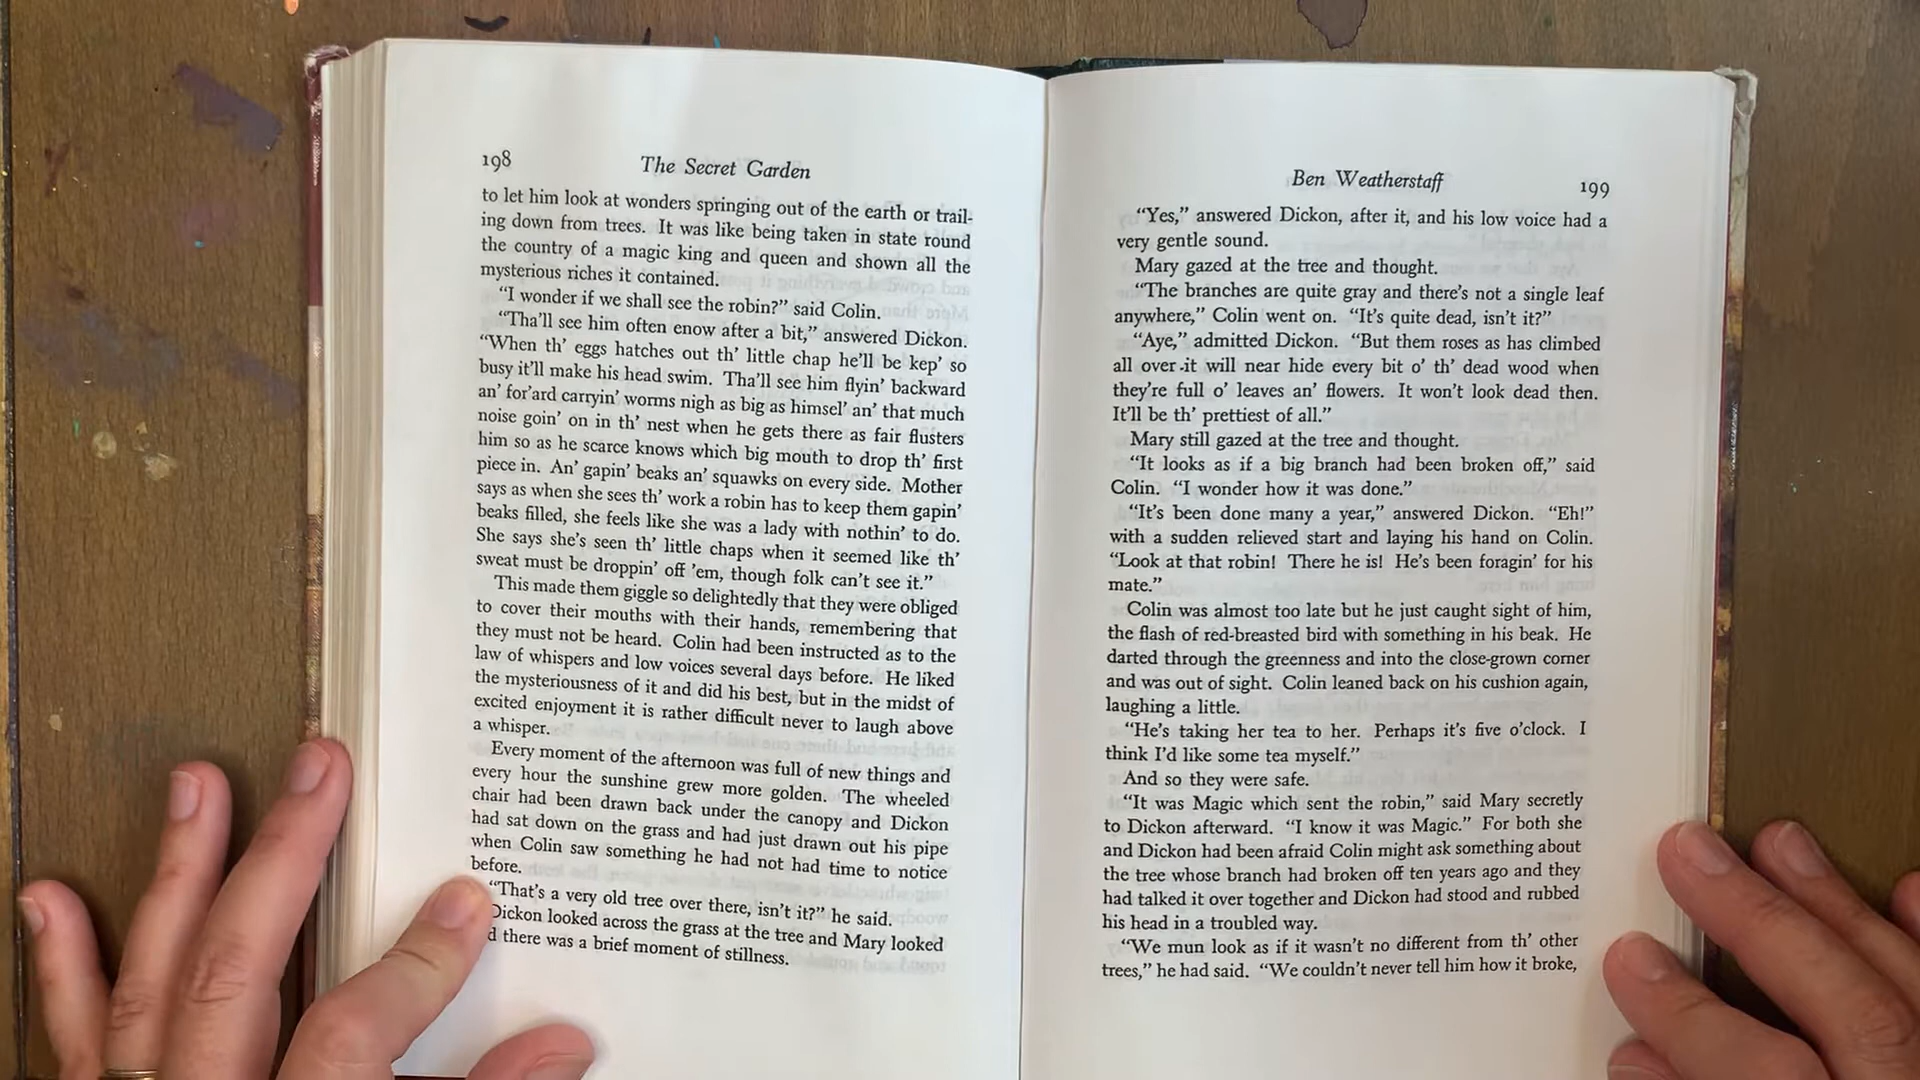 198
The Secret Garden
to let him look at wonders springing out of the earth or trail-
ing down from trees. It was like being taken in state round
the country of a magic king and queen and shown all the
mysterious riches it contained.
“I wonder if we shall see the robin?” said Colin.
“Tha’ll see him often enow after a bit,” answered Dickon.
“When th’ eggs hatches out th’ little chap he’ll be kep’ so
busy it’ll make his head swim. Tha’ll see him flyin’ backward
an’ for’ard carryin’ worms nigh as big as himsel’ an’ that much
noise goin’ on in th’ nest when he gets there as fair flusters
him so as he scarce knows which big mouth to drop th’ first
piece in. An’ gapin’ beaks an’ squawks on every side. Mother
says as when she sees th’ work a robin has to keep them gapin’
beaks filled, she feels like she was a lady with nothin’ to do.
She says she’s seen th’ little chaps when it seemed like th’
sweat must be droppin’ off ’em, though folk can’t see it.”
This made them giggle so delightedly that they were obliged
to cover their mouths with their hands, remembering that
they must not be heard. Colin had been instructed as to the
law of whispers and low voices several days before. He liked
the mysteriousness of it and did his best, but in the midst of
excited enjoyment it is rather difficult never to laugh above
a whisper.
Every moment of the afternoon was full of new things and
every hour the sunshine grew more golden. The wheeled
chair had been drawn back under the canopy and Dickon
had sat down on the grass and had just drawn out his pipe
when Colin saw something he had not had time to notice
before.
“That’s a very old tree over there, isn’t it?” he said.
Dickon looked across the grass at the tree and Mary looked
d there was a brief moment of stillness.
Ben Weatherstaff
199
“Yes,” answered Dickon, after it, and his low voice had a
very gentle sound.
Mary gazed at the tree and thought.
“The branches are quite gray and there’s not a single leaf
anywhere,” Colin went on. “It’s quite dead, isn’t it?”
“Aye,” admitted Dickon. “But them roses as has climbed
all over it will near hide every bit o’ th’ dead wood when
they’re full o’ leaves an’ flowers. It won’t look dead then.
It’ll be th’ prettiest of all.”
Mary still gazed at the tree and thought.
“It looks as if a big branch had been broken off,” said
Colin. “I wonder how it was done.”
“It’s been done many a year,” answered Dickon. “Eh!”
with a sudden relieved start and laying his hand on Colin.
“Look at that robin! There he is! He’s been foragin’ for his
mate.”
Colin was almost too late but he just caught sight of him,
the flash of red-breasted bird with something in his beak. He
darted through the greenness and into the close-grown corner
and was out of sight. Colin leaned back on his cushion again,
laughing a little.
“He’s taking her tea to her. Perhaps it’s five o’clock. I
think I’d like some tea myself.”
And so they were safe.
“It was Magic which sent the robin,” said Mary secretly
to Dickon afterward. “I know it was Magic.” For both she
and Dickon had been afraid Colin might ask something about
the tree whose branch had broken off ten years ago and they
had talked it over together and Dickon had stood and rubbed
his head in a troubled way.
“We mun look as if it wasn’t no different from th’ other
trees,” he had said. “We couldn’t never tell him how it broke,